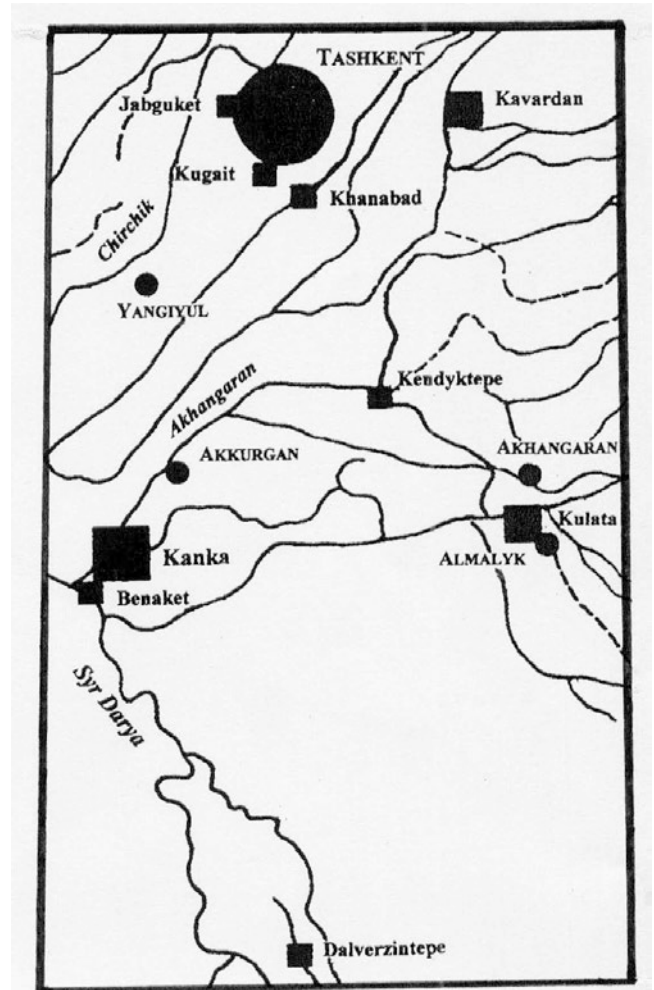 TASHKENT
Jabguket
Kavardan
Kugait
Khanabad
Chirchik
YANGIYUL
Kendyktepe
Akhangaran
AKKURGAN
AKHANGARAN
Kulata
Kanka
ALMALYK
Benaket
Syr Darya
Dalverzintepe